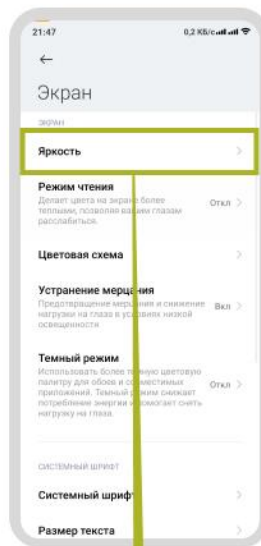 21:47 0,2 КБ/с
Экран
ЭКРАН
Яркость
Режим чтения
Делает цвета на экране более
теплыми, позволяя вашим глазам
расслабиться.
Откл
Цветовая схема
Устранение мерцания
Предотвращение мерцания и снижение
нагрузки на глаза в условиях низкой
освещенности
Вкл
Темный режим
Использовать более темную цветовую
палитру для обоев и совместимых
приложений. Темный режим снижает
потребление энергии и помогает снять
нагрузку на глаза.
Откл
СИСТЕМНЫЙ ШРИФТ
Системный шрифт
Размер текста